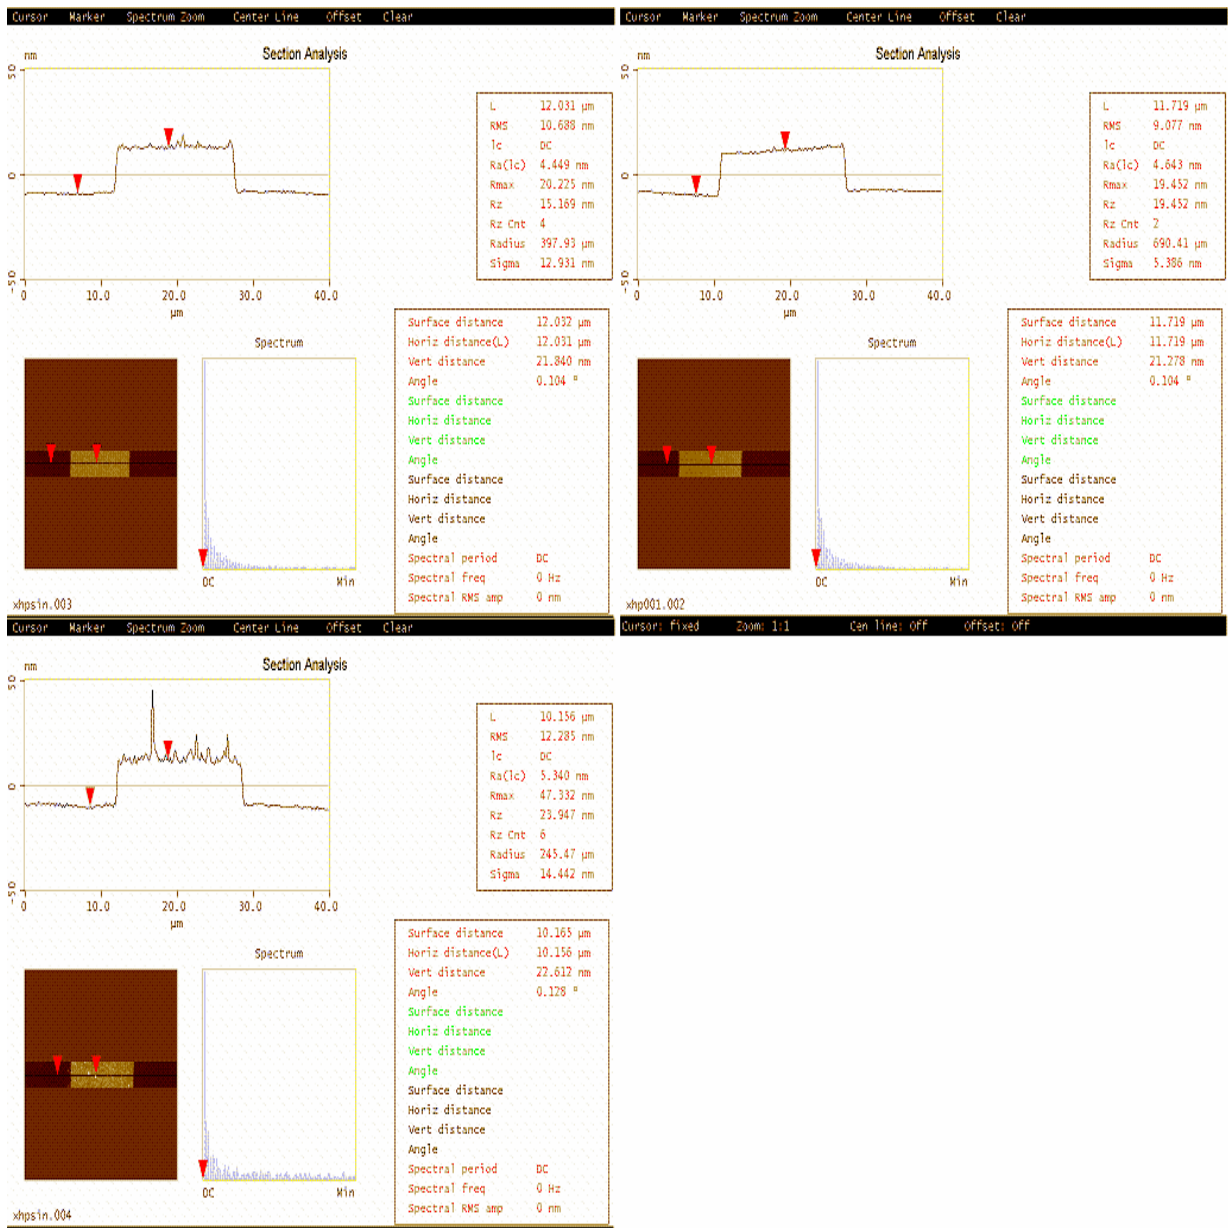 Cursor Marker Spectrum Zoom Center Line Offset Clear
Section Analysis
nm
50
0
-50
0 10.0 20.0 30.0 40.0
µm
L 12.031 µm
RMS 10.688 nm
lc DC
Ra(lc) 4.449 nm
Rmax 20.225 nm
Rz 15.169 nm
Rz Cnt 4
Radius 397.93 µm
Sigma 12.931 nm
Spectrum
DC Min
Surface distance 12.032 µm
Horiz distance(L) 12.031 µm
Vert distance 21.840 nm
Angle 0.104 °
Surface distance
Horiz distance
Vert distance
Angle
Surface distance
Horiz distance
Vert distance
Angle
Spectral period DC
Spectral freq 0 Hz
Spectral RMS amp 0 nm
xhpsin.003
Cursor Marker Spectrum Zoom Center Line Offset Clear
Section Analysis
nm
50
0
-50
0 10.0 20.0 30.0 40.0
µm
L 11.719 µm
RMS 9.077 nm
lc DC
Ra(lc) 4.643 nm
Rmax 19.452 nm
Rz 19.452 nm
Rz Cnt 2
Radius 690.41 µm
Sigma 5.386 nm
Spectrum
DC Min
Surface distance 11.719 µm
Horiz distance(L) 11.719 µm
Vert distance 21.278 nm
Angle 0.104 °
Surface distance
Horiz distance
Vert distance
Angle
Surface distance
Horiz distance
Vert distance
Angle
Spectral period DC
Spectral freq 0 Hz
Spectral RMS amp 0 nm
xhp001.002
Cursor: fixed Zoom: 1:1 Cen line: Off Offset: Off
Cursor Marker Spectrum Zoom Center Line Offset Clear
Section Analysis
nm
50
0
-50
0 10.0 20.0 30.0 40.0
µm
L 10.156 µm
RMS 12.285 nm
lc DC
Ra(lc) 5.340 nm
Rmax 47.332 nm
Rz 23.947 nm
Rz Cnt 6
Radius 245.47 µm
Sigma 14.442 nm
Spectrum
DC Min
Surface distance 10.165 µm
Horiz distance(L) 10.156 µm
Vert distance 22.612 nm
Angle 0.128 °
Surface distance
Horiz distance
Vert distance
Angle
Surface distance
Horiz distance
Vert distance
Angle
Spectral period DC
Spectral freq 0 Hz
Spectral RMS amp 0 nm
xhpsin.004